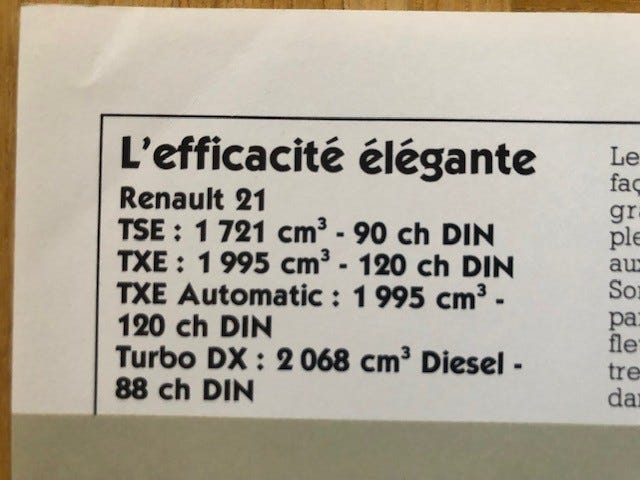 L'efficacité élégante
Renault 21
TSE : 1 721 cm³ - 90 ch DIN
TXE : 1 995 cm³ - 120 ch DIN
TXE Automatic : 1 995 cm³ -
120 ch DIN
Turbo DX : 2 068 cm³ Diesel -
88 ch DIN
Le